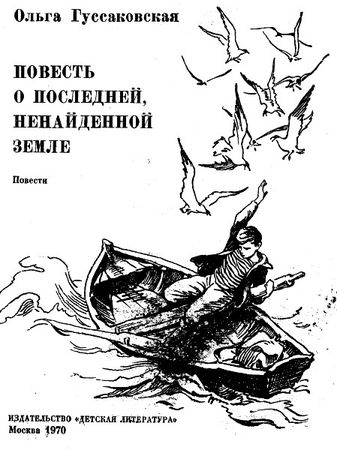 Ольга Гуссаковская
ПОВЕСТЬ
О ПОСЛЕДНЕЙ,
НЕНАЙДЕННОЙ
ЗЕМЛЕ
Повести
ИЗДАТЕЛЬСТВО «ДЕТСКАЯ ЛИТЕРАТУРА»
Москва 1970